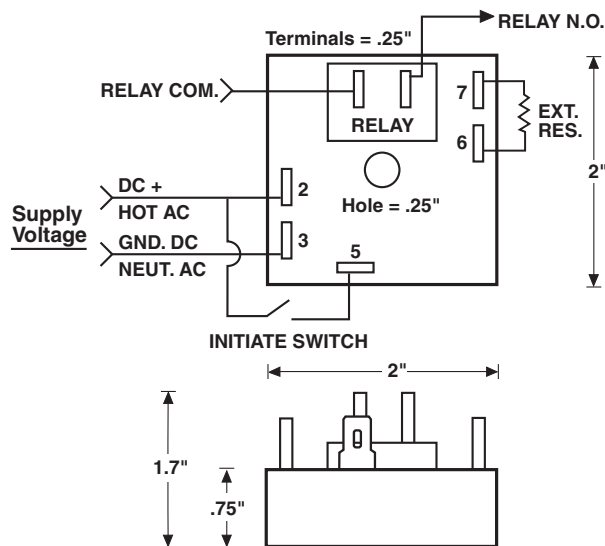 RELAY N.O.
Terminals = .25"
RELAY COM.
RELAY
7
EXT.
RES.
6
2"
DC +
HOT AC
2
Hole = .25"
Supply
Voltage
GND. DC
NEUT. AC
3
5
INITIATE SWITCH
2"
1.7"
.75"